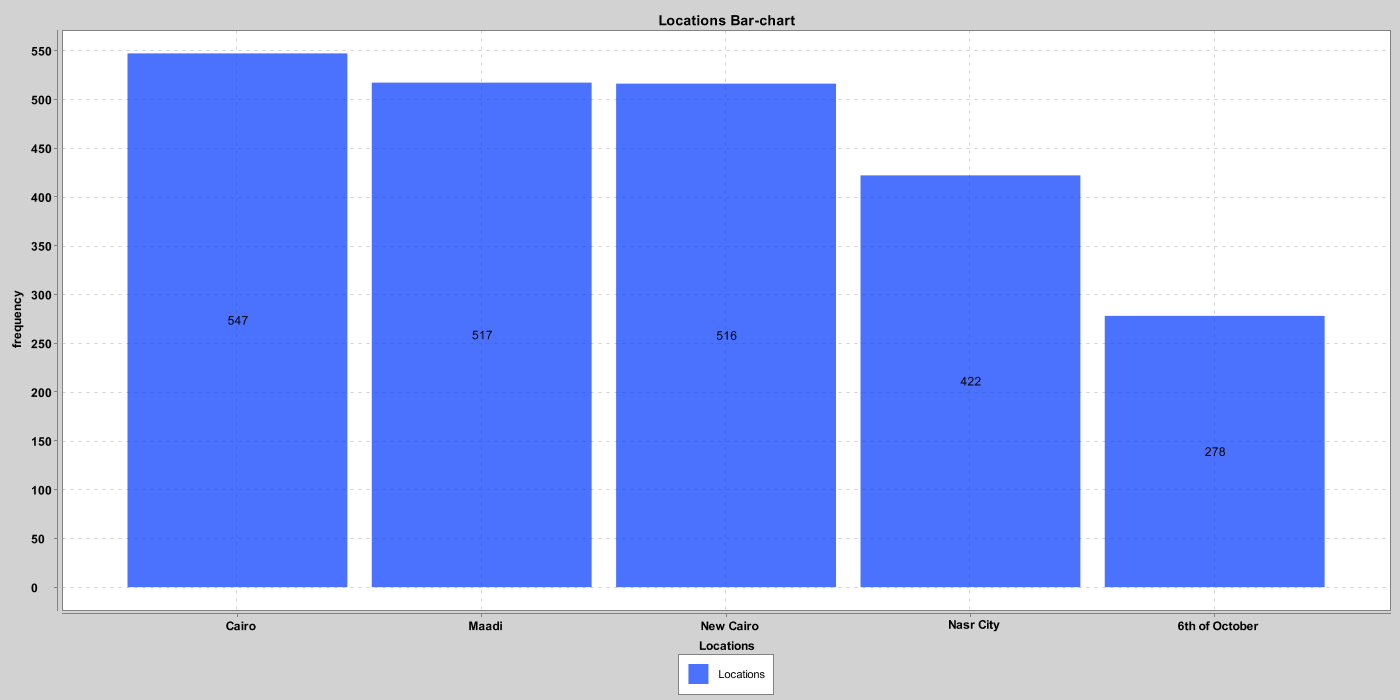 Locations Bar-chart
frequency
550
500
450
400
350
300
250
200
150
100
50
0
547
517
516
422
278
Cairo
Maadi
New Cairo
Nasr City
6th of October
Locations
Locations